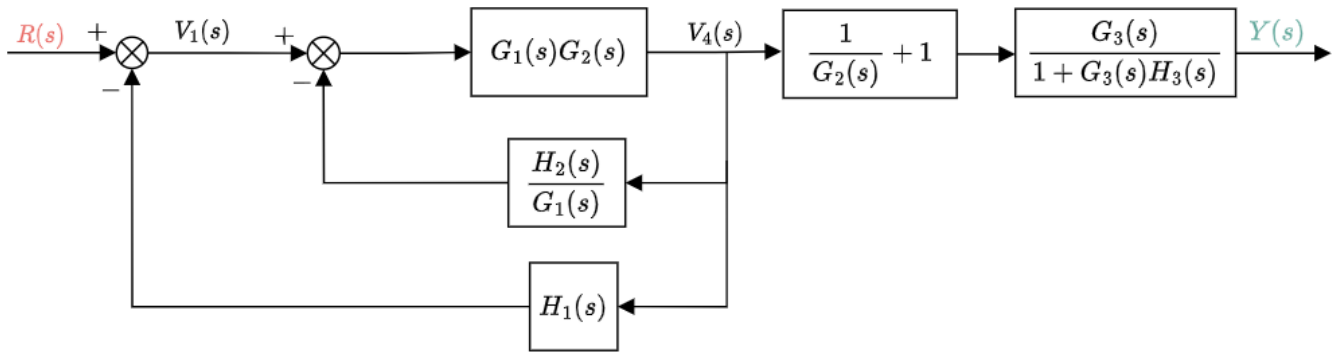 R(s) + V₁(s) + G₁(s)G₂(s) V₄(s) 1/G₂(s) + 1 G₃(s)/(1 + G₃(s)H₃(s)) Y(s)
− −
H₂(s)/G₁(s)
H₁(s)